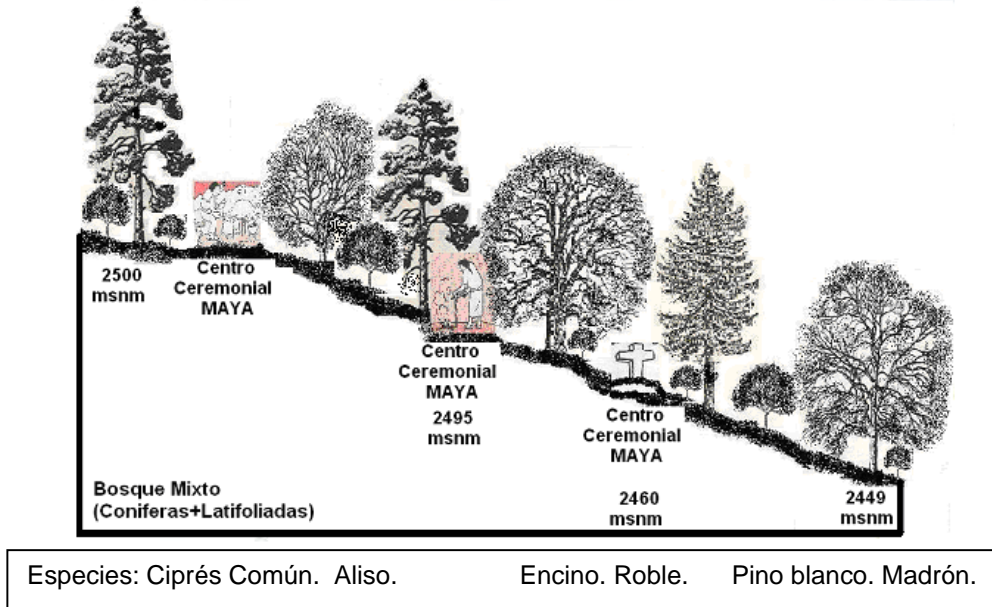 2500
msnm
Centro
Ceremonial
MAYA
Centro
Ceremonial
MAYA
2495
msnm
Centro
Ceremonial
MAYA
Bosque Mixto
(Coniferas+Latifoliadas)
2460
msnm
2449
msnm
Especies: Ciprés Común. Aliso. Encino. Roble. Pino blanco. Madrón.